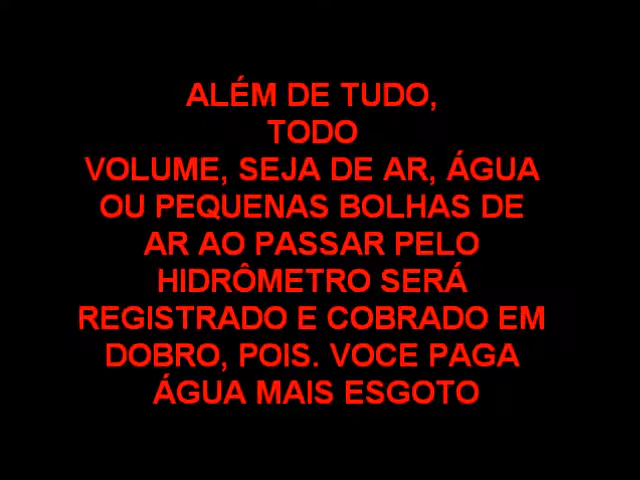 ALÉM DE TUDO,
TODO
VOLUME, SEJA DE AR, ÁGUA
OU PEQUENAS BOLHAS DE
AR AO PASSAR PELO
HIDRÔMETRO SERÁ
REGISTRADO E COBRADO EM
DOBRO, POIS. VOCE PAGA
ÁGUA MAIS ESGOTO